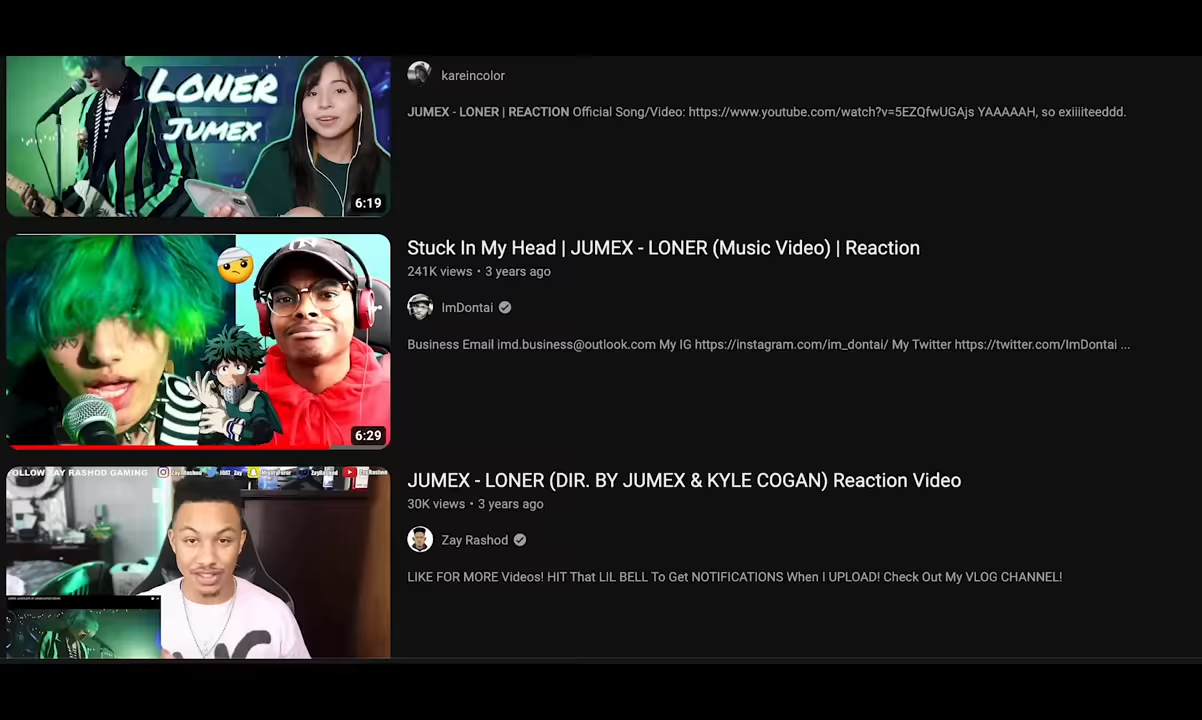 LONER
JUMEX
6:19
kareincolor
JUMEX - LONER | REACTION Official Song/Video: https://www.youtube.com/watch?v=5EZQfwUGAjs YAAAAAH, so exiiiiteeddd.
6:29
Stuck In My Head | JUMEX - LONER (Music Video) | Reaction
241K views • 3 years ago
ImDontai
Business Email imd.business@outlook.com My IG https://instagram.com/im_dontai/ My Twitter https://twitter.com/ImDontai ...
OLLOW ZAY RASHOD GAMING
JUMEX - LONER (DIR. BY JUMEX & KYLE COGAN) Reaction Video
30K views • 3 years ago
Zay Rashod
LIKE FOR MORE Videos! HIT That LIL BELL To Get NOTIFICATIONS When I UPLOAD! Check Out My VLOG CHANNEL!